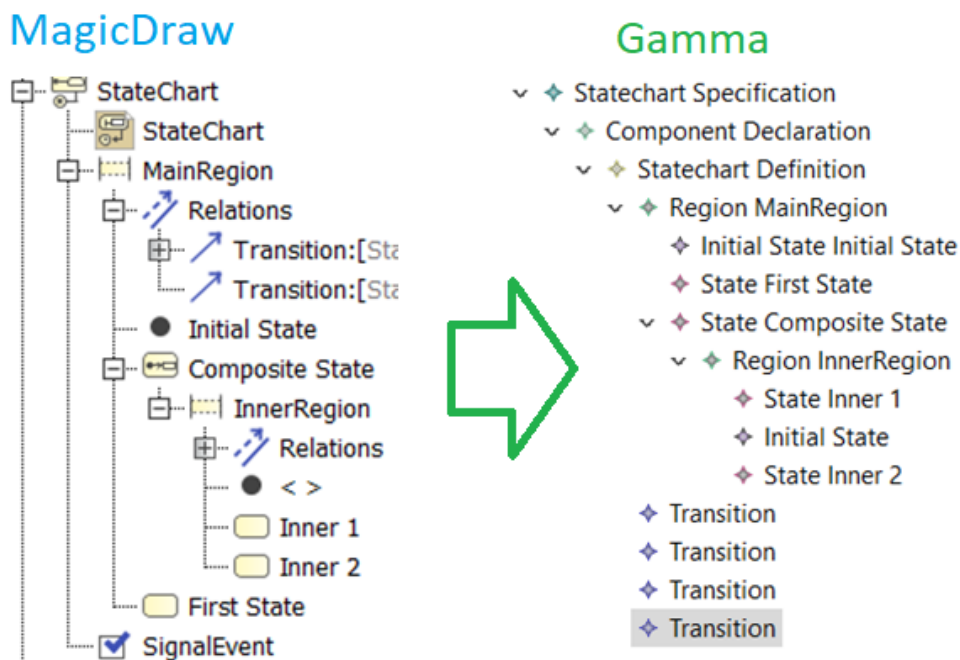 MagicDraw
StateChart
StateChart
MainRegion
Relations
Transition:[Sta
Transition:[Sta
Initial State
Composite State
InnerRegion
Relations
< >
Inner 1
Inner 2
First State
SignalEvent
Gamma
Statechart Specification
Component Declaration
Statechart Definition
Region MainRegion
Initial State Initial State
State First State
State Composite State
Region InnerRegion
State Inner 1
Initial State
State Inner 2
Transition
Transition
Transition
Transition